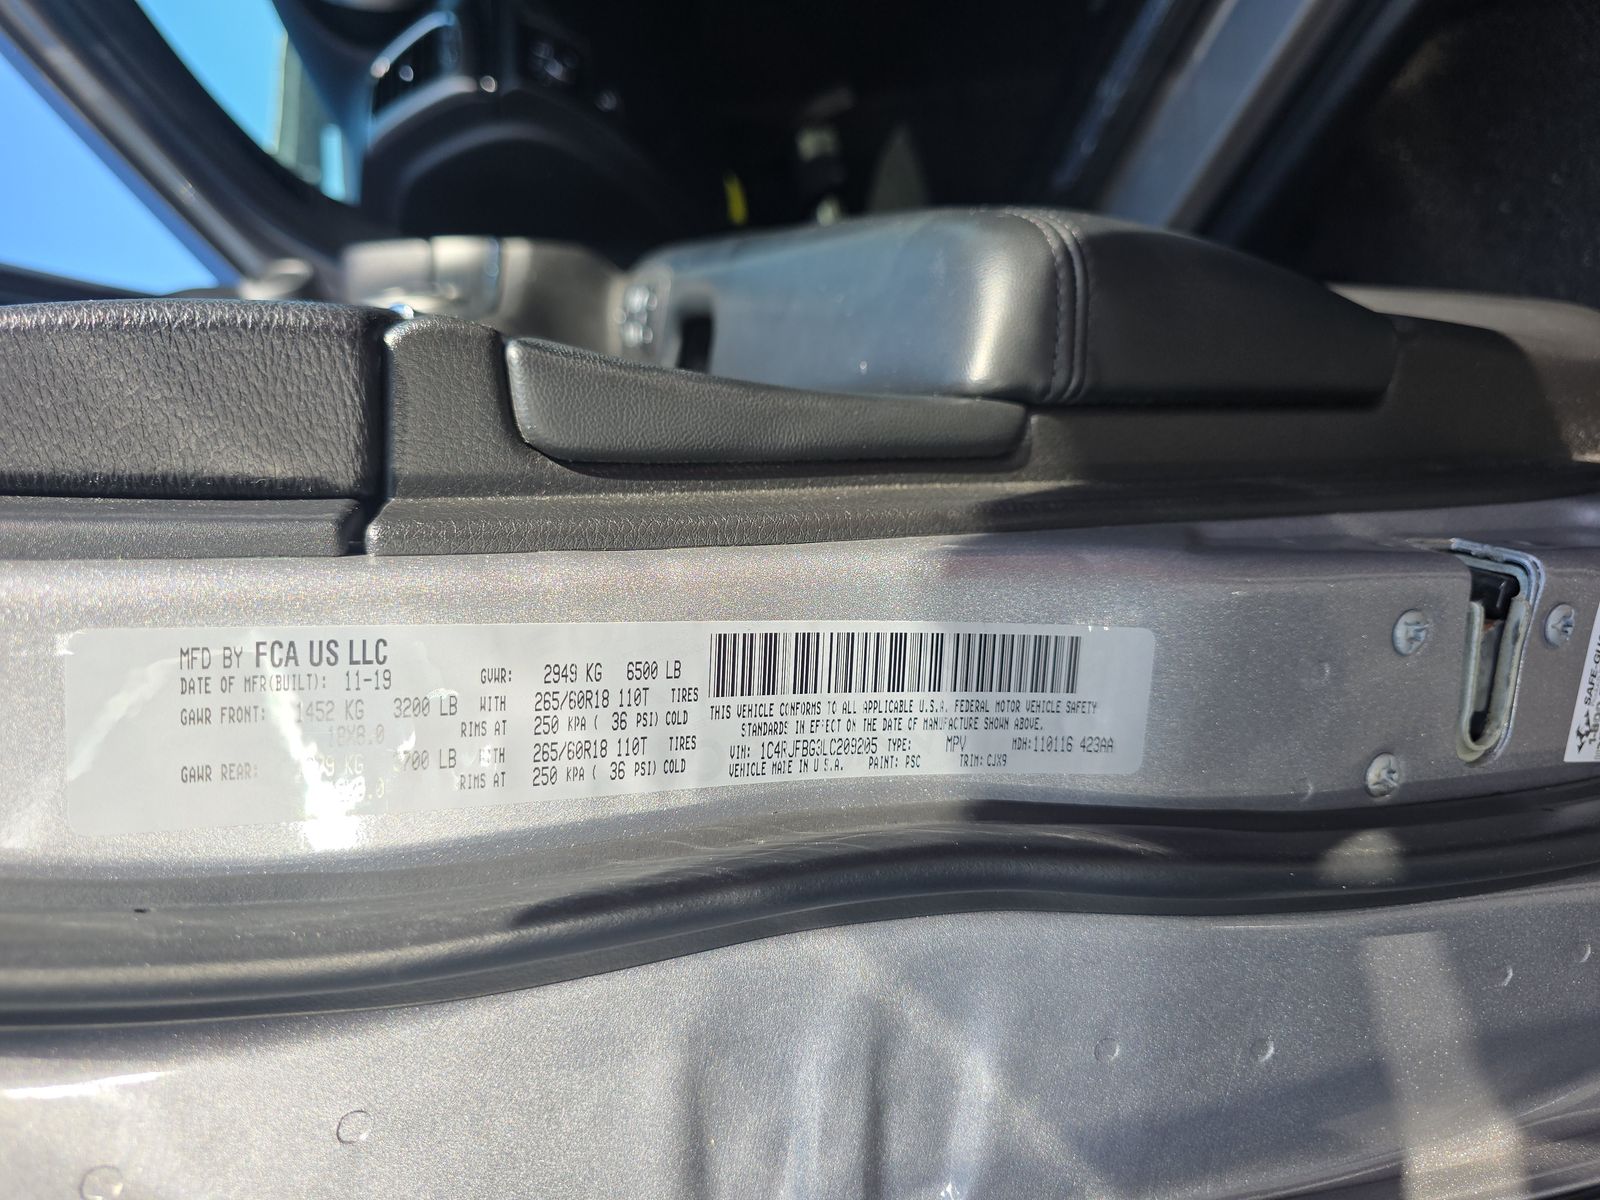 MFD BY FCA US LLC
DATE OF MFR(BUILT): 11-19
GVWR: 2949 KG 6500 LB
GAWR FRONT: 1452 KG 3200 LB WITH 265/60R18 110T TIRES
18X8.0 RIMS AT 250 KPA ( 36 PSI) COLD
GAWR REAR: KG 3700 LB WITH 265/60R18 110T TIRES
RIMS AT 250 KPA ( 36 PSI) COLD
THIS VEHICLE CONFORMS TO ALL APPLICABLE U.S.A. FEDERAL MOTOR VEHICLE SAFETY
STANDARDS IN EFFECT ON THE DATE OF MANUFACTURE SHOWN ABOVE.
VIN: 1C4RJFBG3LC209205 TYPE: MPV MDH: 110116 423AA
VEHICLE MADE IN U.S.A. PAINT: PSC TRIM: CJX9